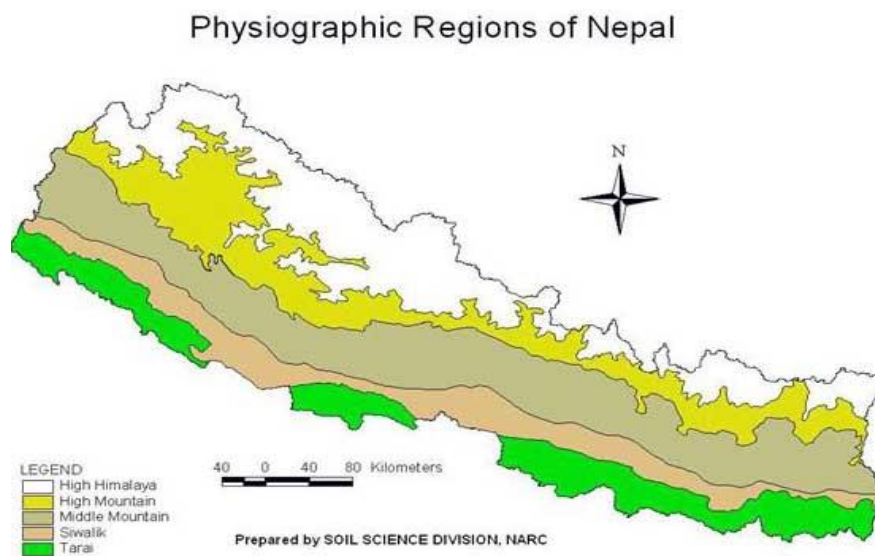 Physiographic Regions of Nepal
N
LEGEND
High Himalaya
High Mountain
Middle Mountain
Siwalik
Tarai
40 0 40 80 Kilometers
Prepared by SOIL SCIENCE DIVISION, NARC